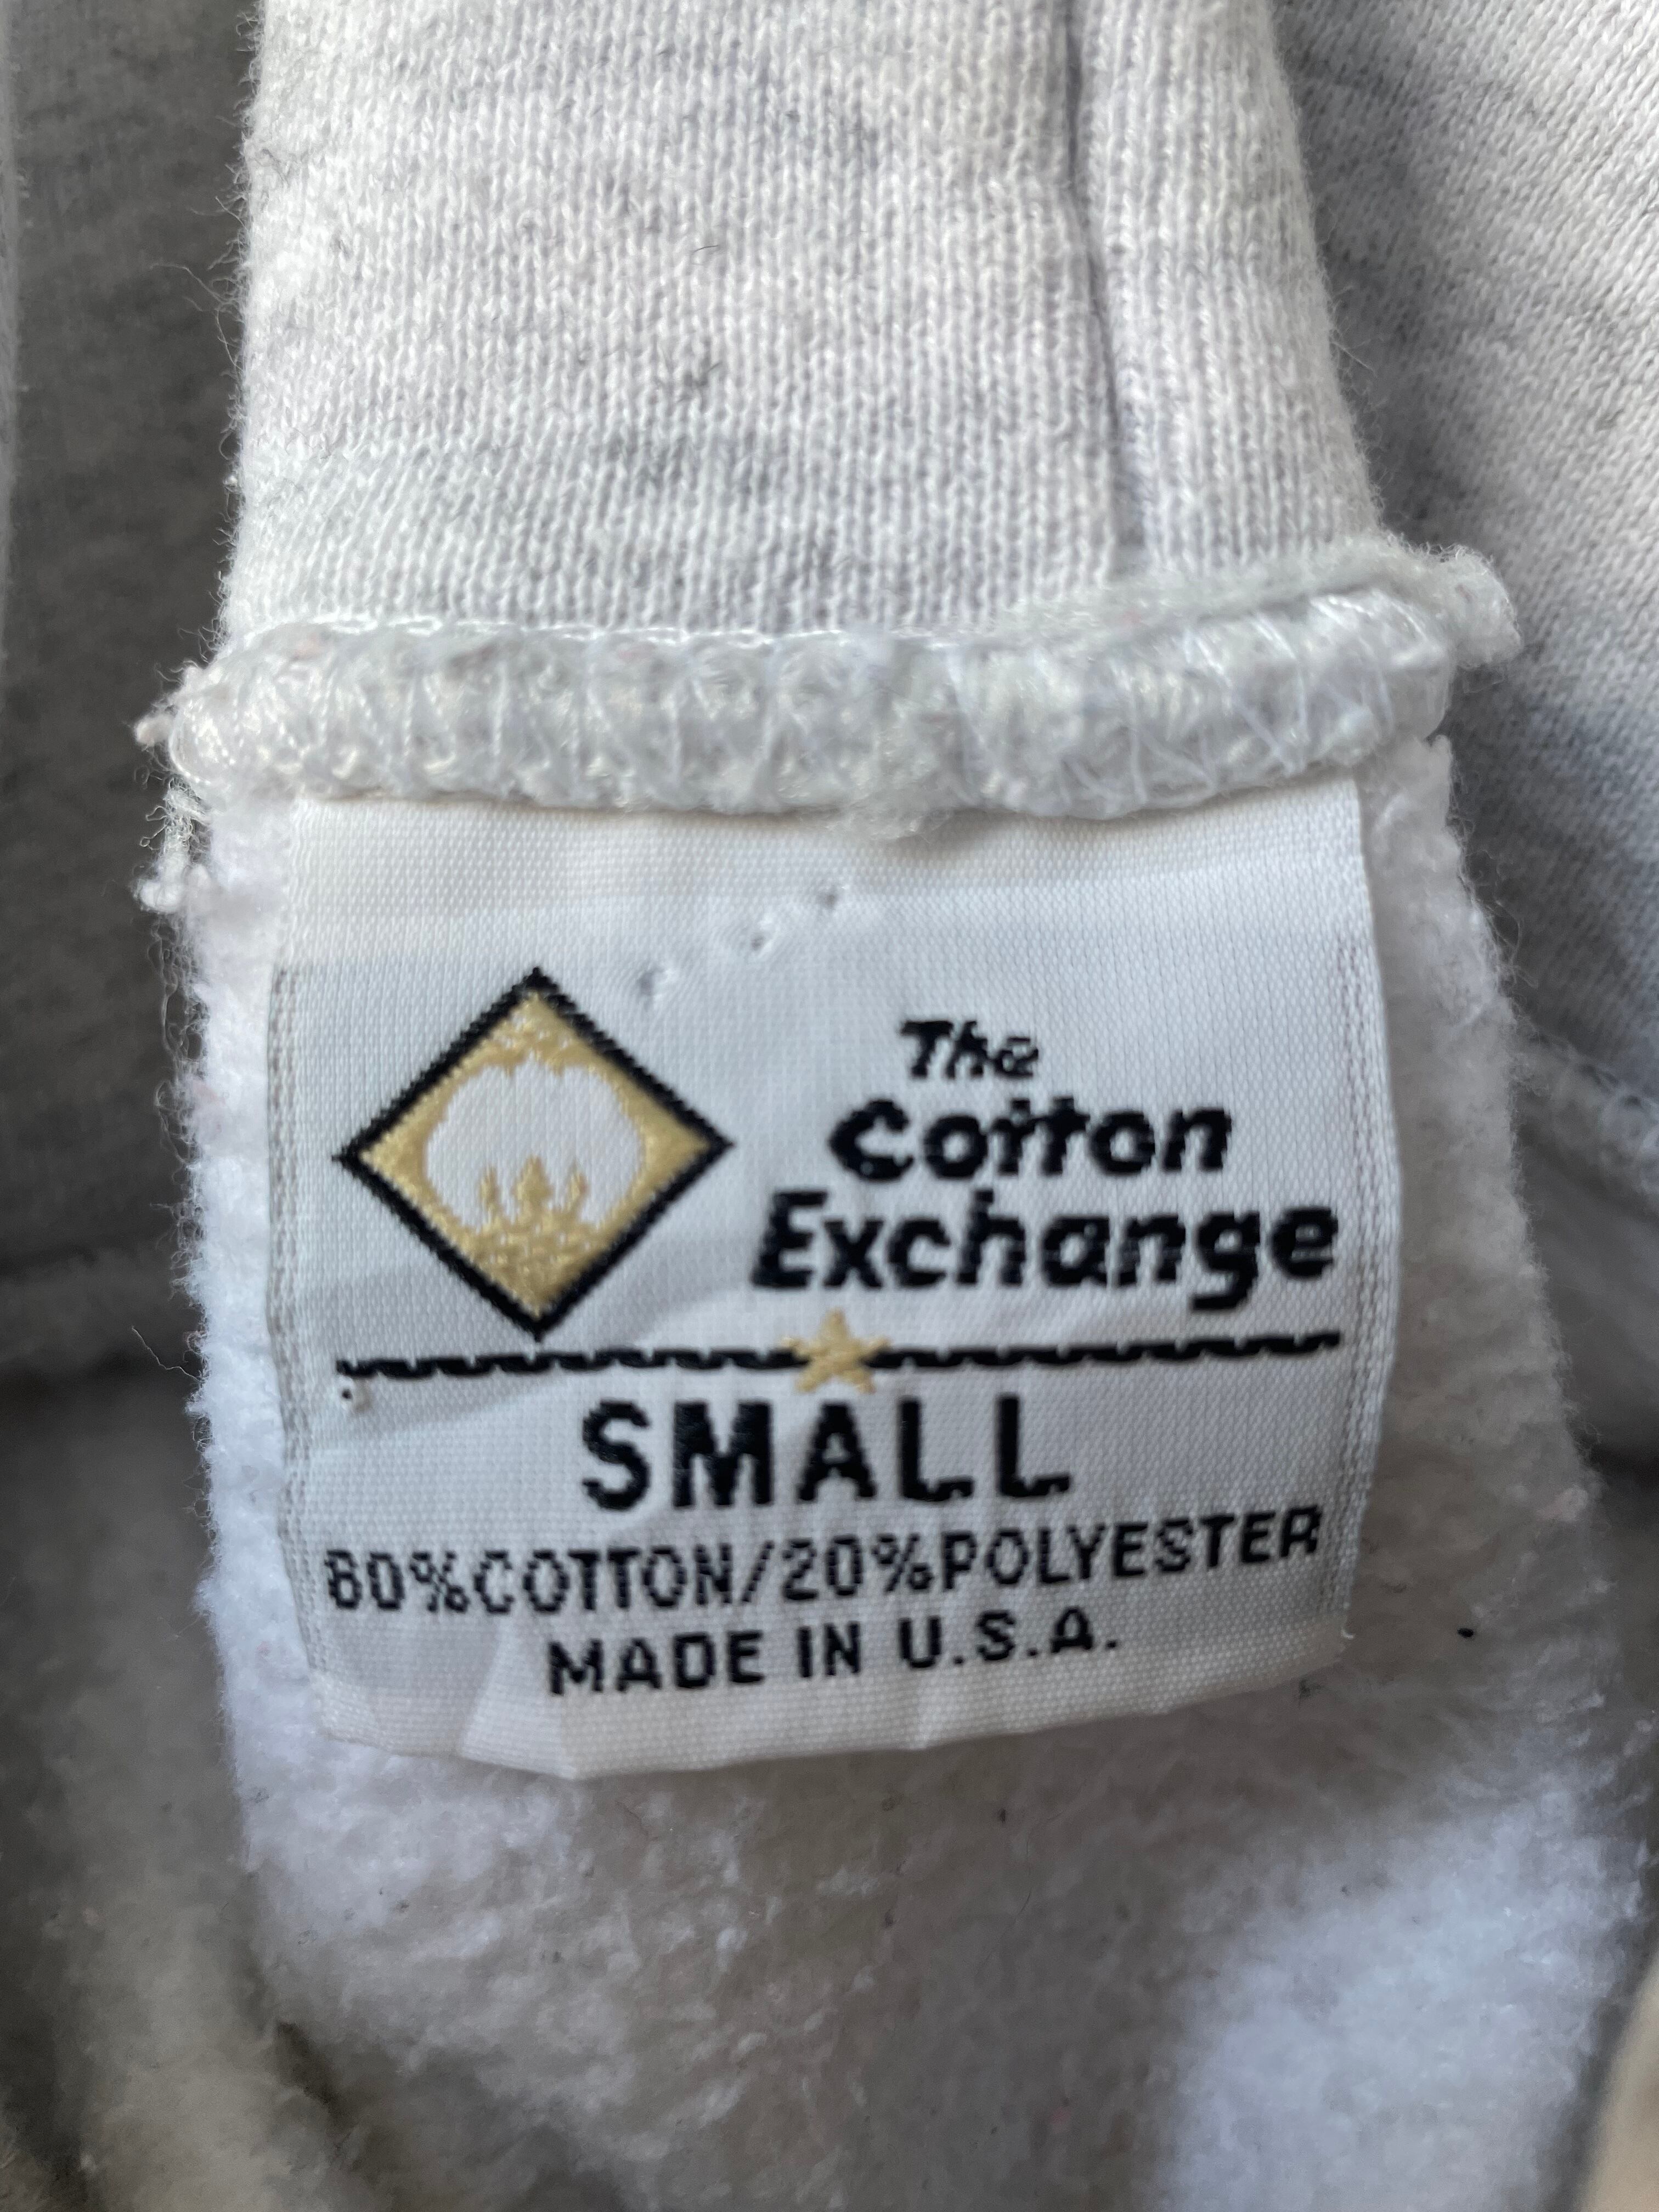 The
Cotton
Exchange
SMALL
80%COTTON/20%POLYESTER
MADE IN U.S.A.